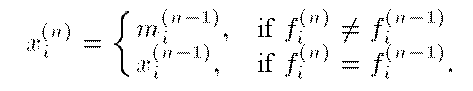 $$x_i^{(n)} = \begin{cases} m_i^{(n-1)}, & \text{if } f_i^{(n)} \neq f_i^{(n-1)} \\ x_i^{(n-1)}, & \text{if } f_i^{(n)} = f_i^{(n-1)}. \end{cases}$$